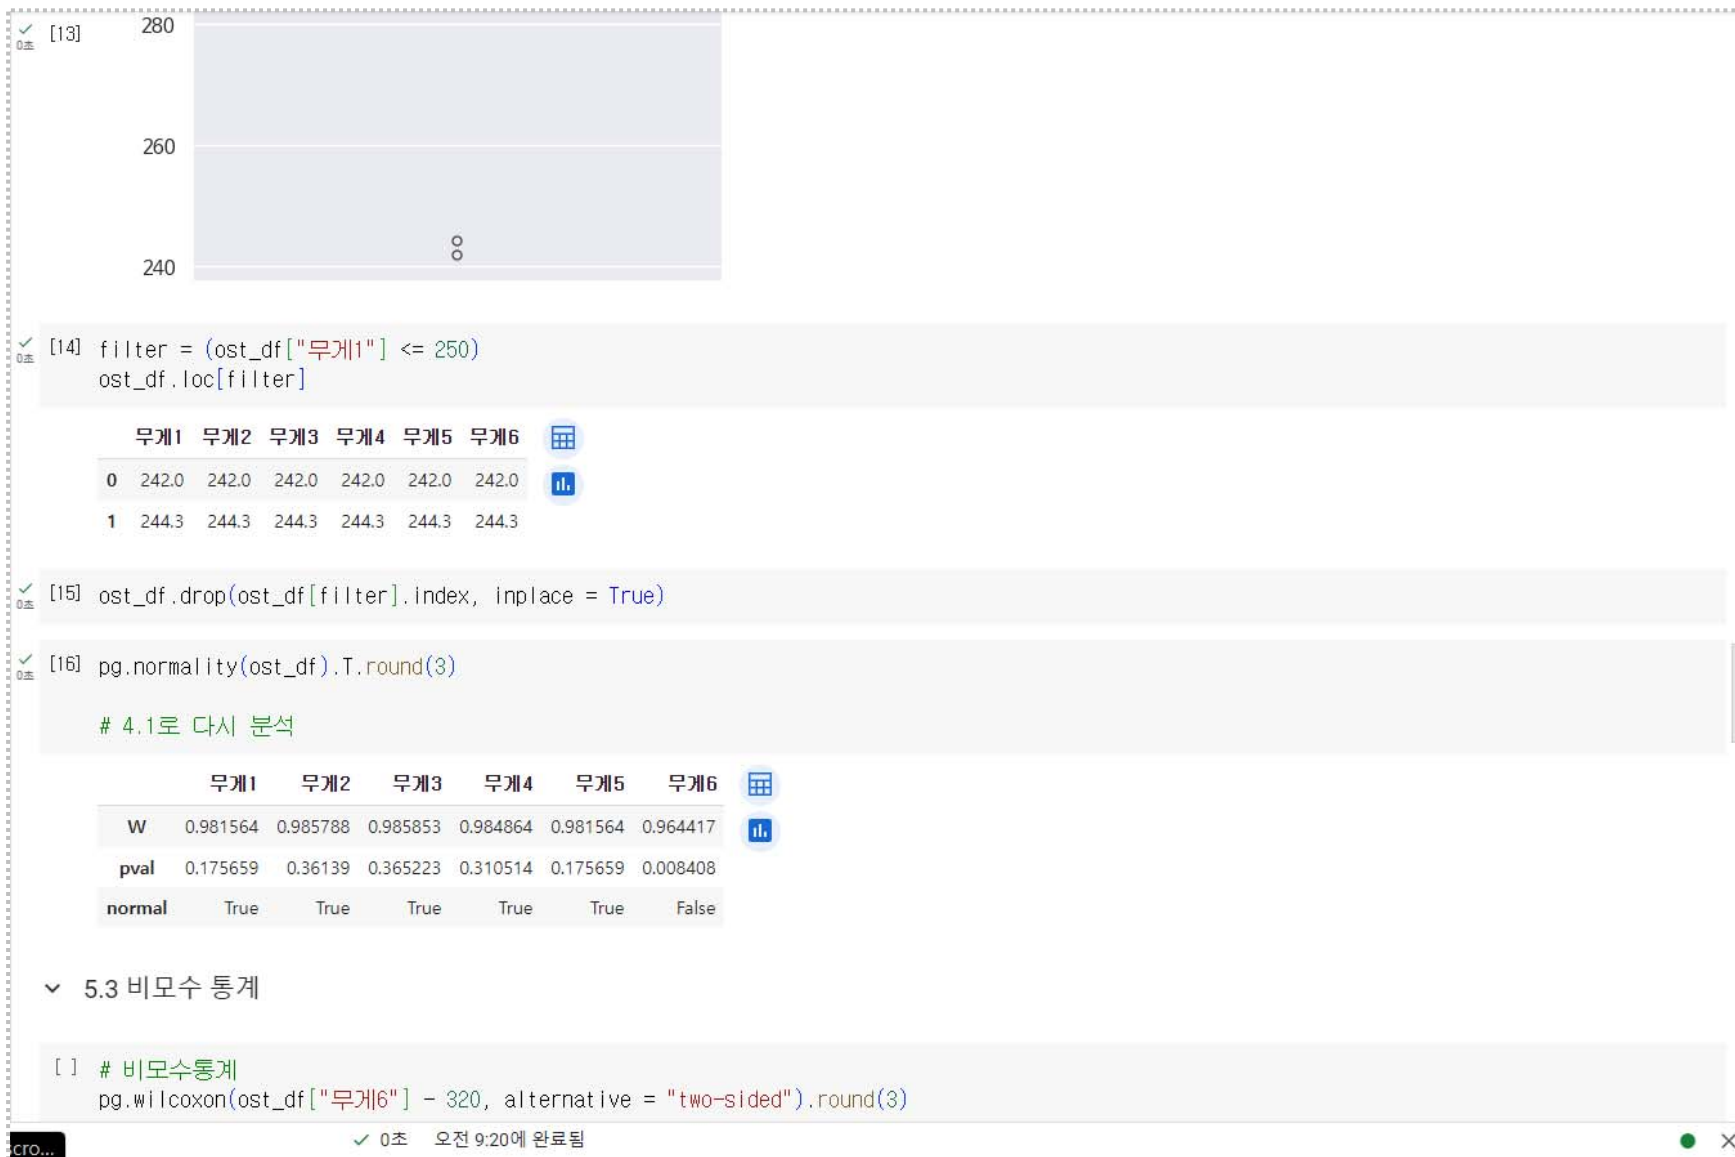 [13]
0초
280
260
240
[14] filter = (ost_df["무게1"] <= 250)
0초
ost_df.loc[filter]
무게1 무게2 무게3 무게4 무게5 무게6
0 242.0 242.0 242.0 242.0 242.0 242.0
1 244.3 244.3 244.3 244.3 244.3 244.3
[15] ost_df.drop(ost_df[filter].index, inplace = True)
0초
[16] pg.normality(ost_df).T.round(3)
0초
# 4.1로 다시 분석
무게1 무게2 무게3 무게4 무게5 무게6
W 0.981564 0.985788 0.985853 0.984864 0.981564 0.964417
pval 0.175659 0.36139 0.365223 0.310514 0.175659 0.008408
normal True True True True True False
5.3 비모수 통계
[ ] # 비모수통계
pg.wilcoxon(ost_df["무게6"] - 320, alternative = "two-sided").round(3)
0초 오전 9:20에 완료됨
cro...